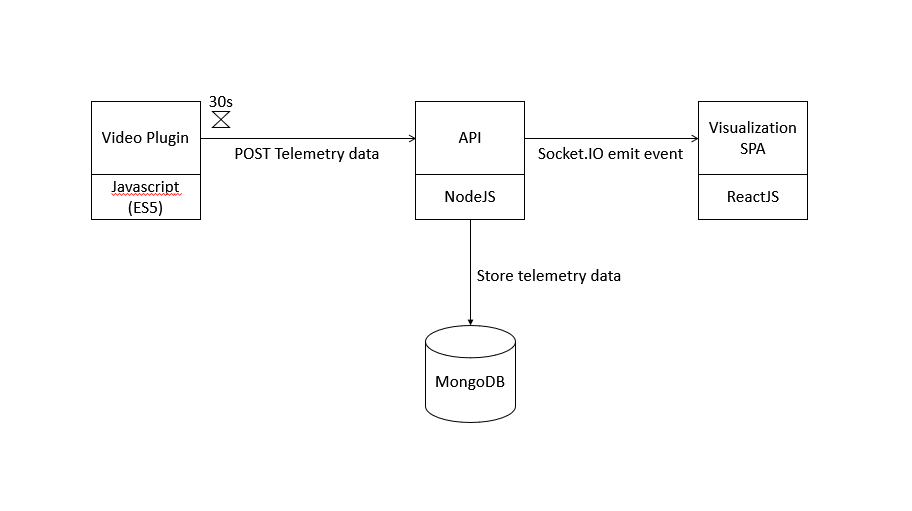 30s
Video Plugin
POST Telemetry data
API
Socket.IO emit event
Visualization
SPA
Javascript
(ES5)
NodeJS
ReactJS
Store telemetry data
MongoDB